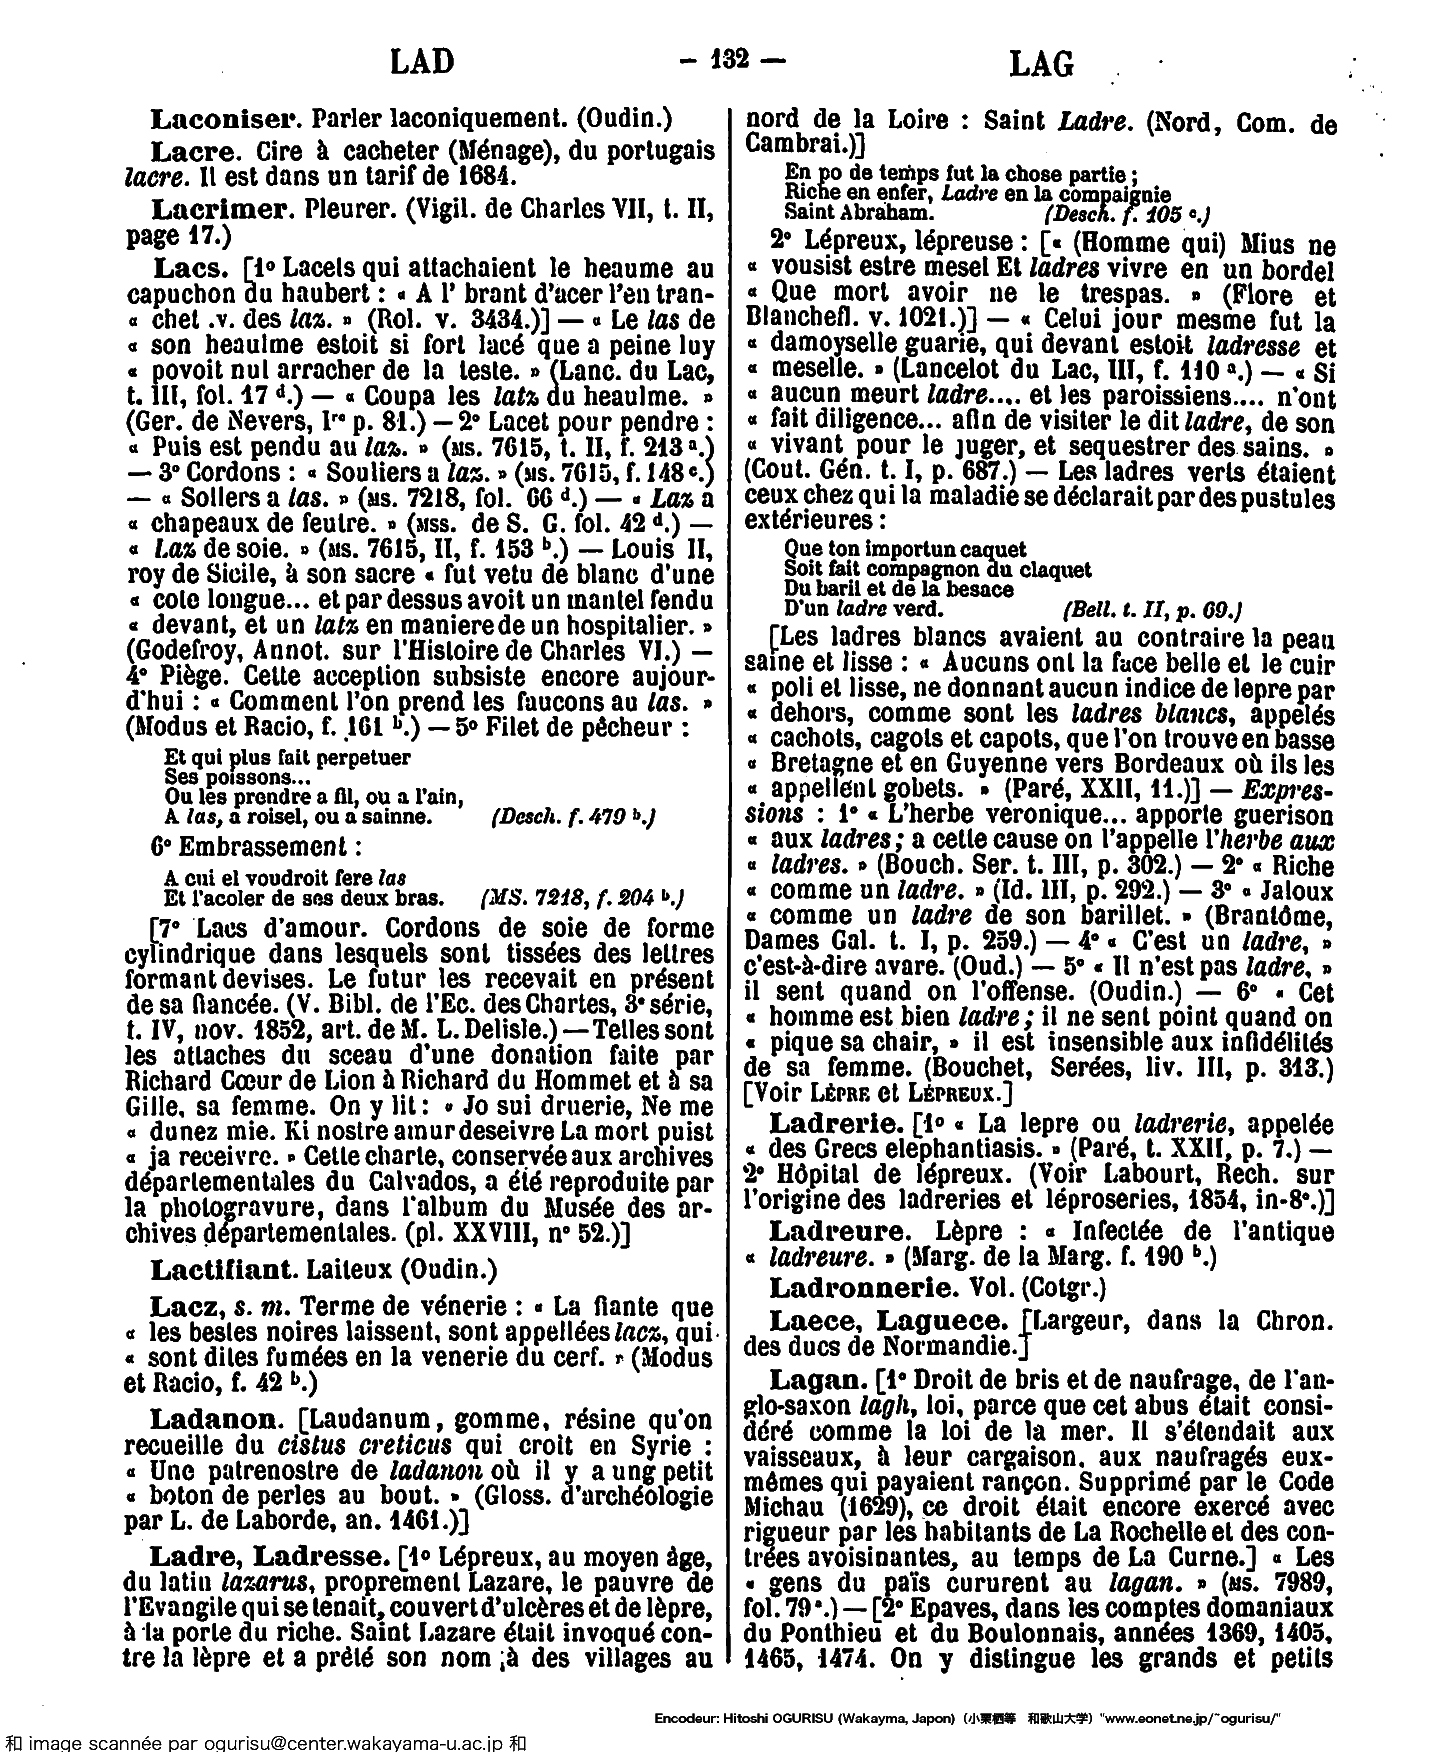 LAD
– 132 —
LAG
Laconiser. Parler laconiquement. (Oudin.)
Lacre. Cire à cacheter (Ménage), du portugais
lacre. Il est dans un tarif de 1684.
Lacrimer. Pleurer. (Vigil. de Charles VII, t. II,
page 17.)
Lacs. [1º Lacets qui attachaient le heaume au
capuchon du haubert : « A l' brant d'acer l'en tran-
« chet .v. des laz. » (Rol. v. 3434.)] — « Le las de
« son heaulme estoit si fort lacé que a peine luy
« povoit nul arracher de la teste. » (Lanc. du Lac,
t. III, fol. 17 d.) — « Coupa les latz du heaulme. »
(Ger. de Nevers, Ire p. 81.) — 2º Lacet pour pendre :
« Puis est pendu au laz. » (MS. 7615, t. II, f. 213 a.)
— 3º Cordons : « Souliers a laz. » (MS. 7615, f. 148 c.)
— « Sollers a las. » (MS. 7218, fol. 66 d.) — « Laz a
« chapeaux de feutre. » (MSS. de S. G. fol. 42 d.) —
« Laz de soie. » (MS. 7615, II, f. 153 b.) — Louis II,
roy de Sicile, à son sacre « fut vetu de blanc d'une
« cote longue... et par dessus avoit un mantel fendu
« devant, et un latz en maniere de un hospitalier. »
(Godefroy, Annot. sur l'Histoire de Charles VI.) —
4º Piège. Cette acception subsiste encore aujour-
d'hui : « Comment l'on prend les faucons au las. »
(Modus et Racio, f. 161 b.) — 5º Filet de pêcheur :
Et qui plus fait perpetuer
Ses poissons...
Ou les prendre a fil, ou a l'ain,
A las, a roisel, ou a sainne. (Desch. f. 479 b.)
6º Embrassement :
A cui el voudroit fere las
Et l'acoler de ses deux bras. (MS. 7218, f. 204 b.)
[7º Lacs d'amour. Cordons de soie de forme
cylindrique dans lesquels sont tissées des lettres
formant devises. Le futur les recevait en présent
de sa fiancée. (V. Bibl. de l'Ec. des Chartes, 3e série,
t. IV, nov. 1852, art. de M. L. Delisle.) — Telles sont
les attaches du sceau d'une donation faite par
Richard Cœur de Lion à Richard du Hommet et à sa
Gille, sa femme. On y lit : « Jo sui druerie, Ne me
« dunez mie. Ki nostre amur deseivre La mort puist
« ja receivre. » Cette charte, conservée aux archives
départementales du Calvados, a été reproduite par
la photogravure, dans l'album du Musée des ar-
chives départementales. (pl. XXVIII, nº 52.)]
Lactifiant. Laiteux (Oudin.)
Lacz, s. m. Terme de vénerie : « La fiante que
« les bestes noires laissent, sont appellées lacz, qui
« sont dites fumées en la venerie du cerf. » (Modus
et Racio, f. 42 b.)
Ladanon. [Laudanum, gomme, résine qu'on
recueille du cistus creticus qui croit en Syrie :
« Une patrenostre de ladanon où il y a ung petit
« boton de perles au bout. » (Gloss. d'archéologie
par L. de Laborde, an. 1461.)]
Ladre, Ladresse. [1º Lépreux, au moyen âge,
du latin lazarus, proprement Lazare, le pauvre de
l'Evangile qui se tenait, couvert d'ulcères et de lèpre,
à la porte du riche. Saint Lazare était invoqué con-
tre la lèpre et a prêté son nom à des villages au
nord de la Loire : Saint Ladre. (Nord, Com. de
Cambrai.)]
En po de temps fut la chose partie ;
Riche en enfer, Ladre en la compaignie
Saint Abraham. (Desch. f. 105 c.)
2º Lépreux, lépreuse : [« (Homme qui) Mius ne
« vousist estre mesel Et ladres vivre en un bordel
« Que mort avoir ne le trespas. » (Flore et
Blanchefl. v. 1021.)] — « Celui jour mesme fut la
« damoyselle guarie, qui devant estoit ladresse et
« meselle. » (Lancelot du Lac, III, f. 110 a.) — « Si
« aucun meurt ladre.... et les paroissiens.... n'ont
« fait diligence... afin de visiter le dit ladre, de son
« vivant pour le juger, et sequestrer des sains. »
(Cout. Gén. t. I, p. 687.) — Les ladres verts étaient
ceux chez qui la maladie se déclarait par des pustules
extérieures :
Que ton importun caquet
Soit fait compagnon du claquet
Du baril et de la besace
D'un ladre verd. (Bell. t. II, p. 69.)
[Les ladres blancs avaient au contraire la peau
saine et lisse : « Aucuns ont la face belle et le cuir
« poli et lisse, ne donnant aucun indice de lepre par
« dehors, comme sont les ladres blancs, appelés
« cachots, cagots et capots, que l'on trouve en basse
« Bretagne et en Guyenne vers Bordeaux où ils les
« appellent gobets. » (Paré, XXII, 11.)] — Expres-
sions : 1º « L'herbe veronique... apporte guerison
« aux ladres ; a cette cause on l'appelle l'herbe aux
« ladres. » (Bouch. Ser. t. III, p. 302.) — 2º « Riche
« comme un ladre. » (Id. III, p. 292.) — 3º « Jaloux
« comme un ladre de son barillet. » (Brantôme,
Dames Gal. t. I, p. 259.) — 4º « C'est un ladre, »
c'est-à-dire avare. (Oud.) — 5º « Il n'est pas ladre, »
il sent quand on l'offense. (Oudin.) — 6º « Cet
« homme est bien ladre ; il ne sent point quand on
« pique sa chair, » il est insensible aux infidélités
de sa femme. (Bouchet, Serées, liv. III, p. 313.)
[Voir LÈPRE et LÉPREUX.]
Ladrerie. [1º « La lepre ou ladrerie, appelée
« des Grecs elephantiasis. » (Paré, t. XXII, p. 7.) —
2º Hôpital de lépreux. (Voir Labourt, Rech. sur
l'origine des ladreries et léproseries, 1854, in-8º.)]
Ladreure. Lèpre : « Infectée de l'antique
« ladreure. » (Marg. de la Marg. f. 190 b.)
Ladronnerie. Vol. (Cotgr.)
Laece, Laguece. [Largeur, dans la Chron.
des ducs de Normandie.]
Lagan. [1º Droit de bris et de naufrage, de l'an-
glo-saxon lagh, loi, parce que cet abus était consi-
déré comme la loi de la mer. Il s'étendait aux
vaisseaux, à leur cargaison, aux naufragés eux-
mêmes qui payaient rançon. Supprimé par le Code
Michau (1629), ce droit était encore exercé avec
rigueur par les habitants de La Rochelle et des con-
trées avoisinantes, au temps de La Curne.] « Les
« gens du païs cururent au lagan. » (MS. 7989,
fol. 79 a.) — [2º Epaves, dans les comptes domaniaux
du Ponthieu et du Boulonnais, années 1369, 1405,
1465, 1474. On y distingue les grands et petits
Encodeur: Hitoshi OGURISU (Wakayma, Japon) (小栗栖等 和歌山大学) "www.eonet.ne.jp/~ogurisu/"
和 image scannée par ogurisu@center.wakayama-u.ac.jp 和